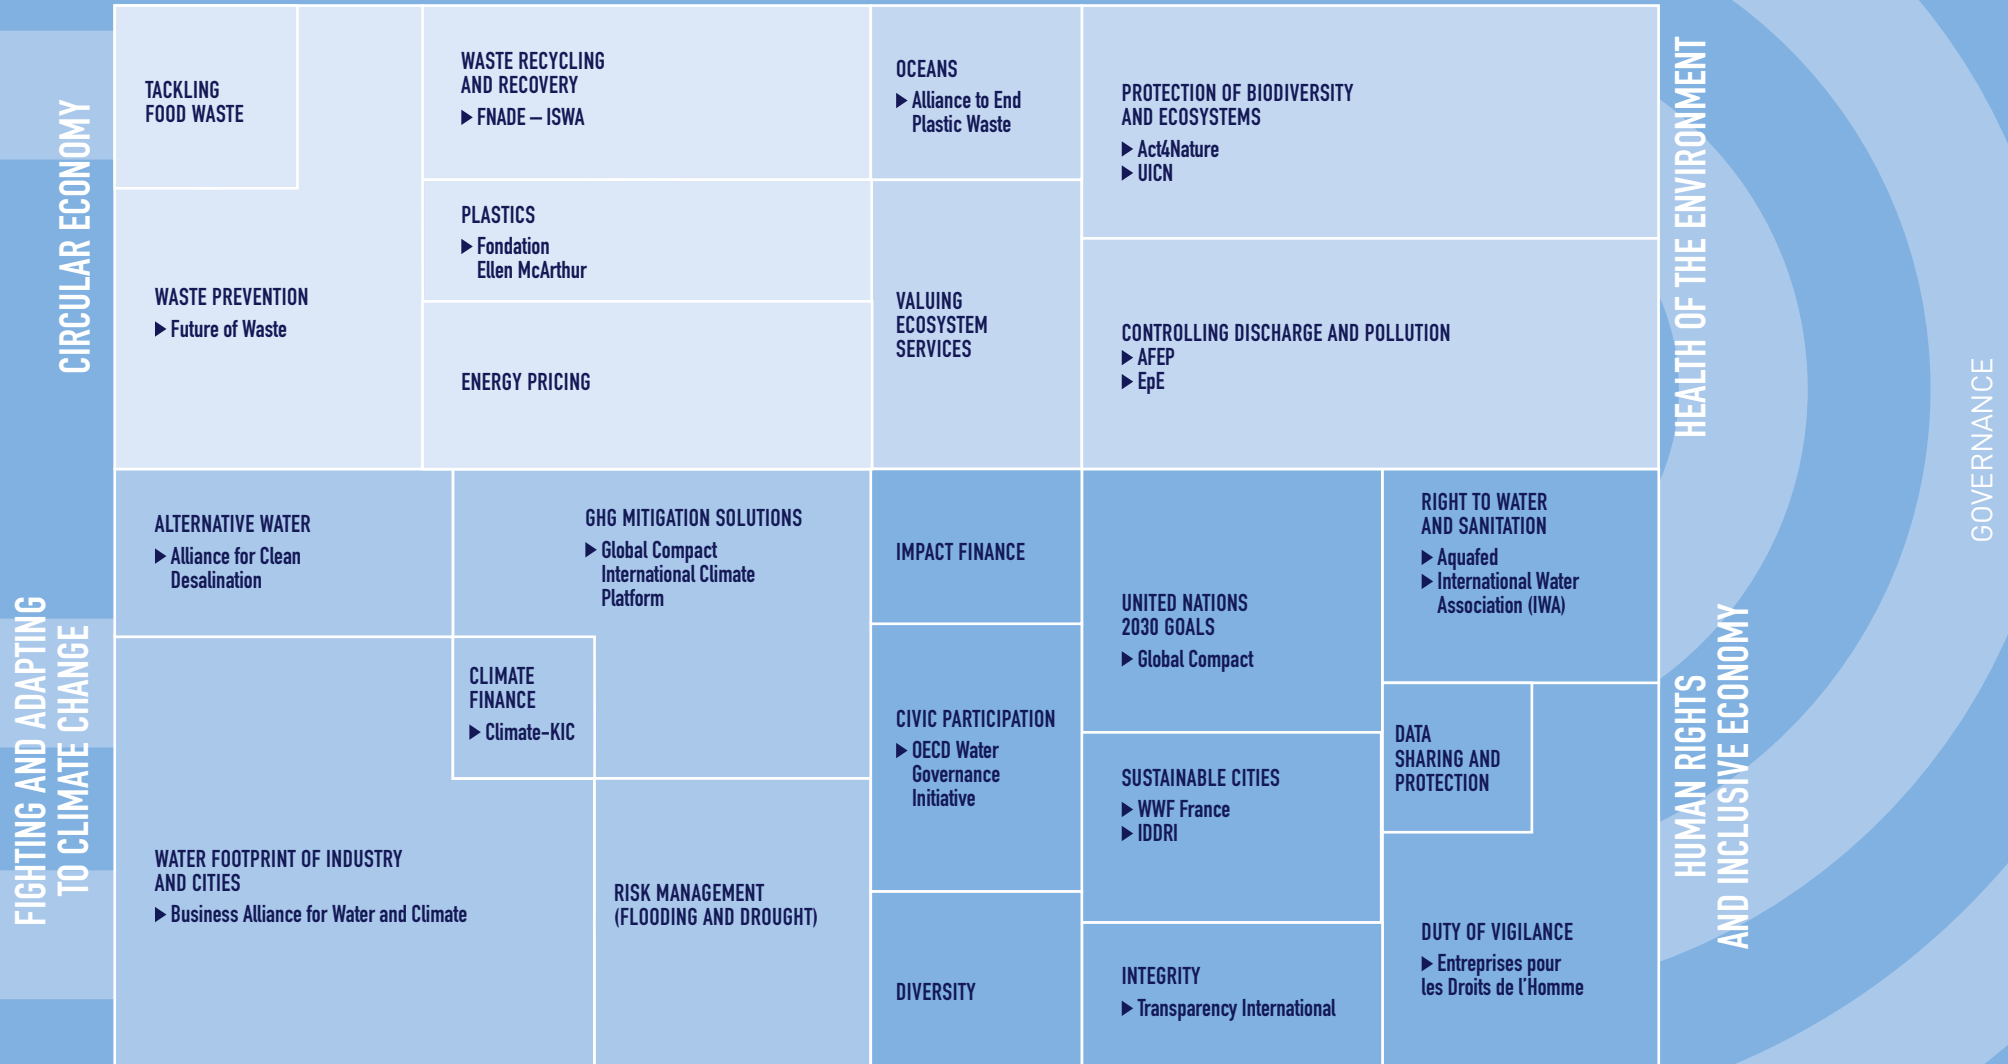 CIRCULAR ECONOMY
TACKLING
FOOD WASTE
WASTE PREVENTION
▶ Future of Waste
WASTE RECYCLING
AND RECOVERY
▶ FNADE – ISWA
PLASTICS
▶ Fondation
Ellen McArthur
ENERGY PRICING
OCEANS
▶ Alliance to End
Plastic Waste
VALUING
ECOSYSTEM
SERVICES
PROTECTION OF BIODIVERSITY
AND ECOSYSTEMS
▶ Act4Nature
▶ UICN
CONTROLLING DISCHARGE AND POLLUTION
▶ AFEP
▶ EpE
HEALTH OF THE ENVIRONMENT
GOVERNANCE
FIGHTING AND ADAPTING
TO CLIMATE CHANGE
ALTERNATIVE WATER
▶ Alliance for Clean
Desalination
GHG MITIGATION SOLUTIONS
▶ Global Compact
International Climate
Platform
CLIMATE
FINANCE
▶ Climate-KIC
WATER FOOTPRINT OF INDUSTRY
AND CITIES
▶ Business Alliance for Water and Climate
RISK MANAGEMENT
(FLOODING AND DROUGHT)
IMPACT FINANCE
CIVIC PARTICIPATION
▶ OECD Water
Governance
Initiative
DIVERSITY
UNITED NATIONS
2030 GOALS
▶ Global Compact
SUSTAINABLE CITIES
▶ WWF France
▶ IDDRI
INTEGRITY
▶ Transparency International
RIGHT TO WATER
AND SANITATION
▶ Aquafed
▶ International Water
Association (IWA)
DATA
SHARING AND
PROTECTION
DUTY OF VIGILANCE
▶ Entreprises pour
les Droits de l'Homme
HUMAN RIGHTS
AND INCLUSIVE ECONOMY